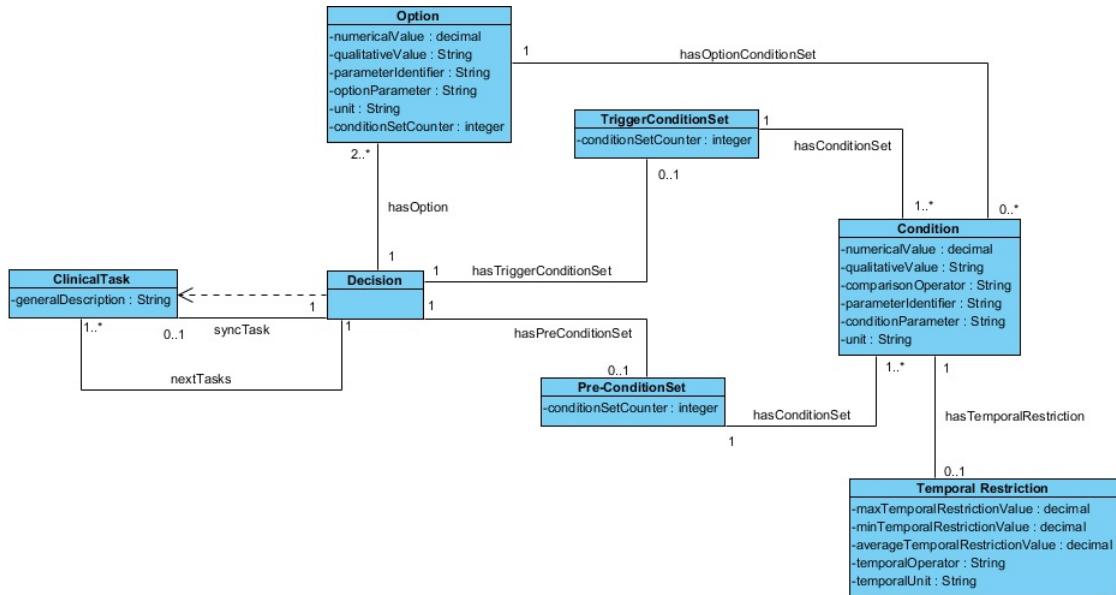 Option
-numericalValue : decimal
-qualitativeValue : String
-parameterIdentifier : String
-optionParameter : String
-unit : String
-conditionSetCounter : integer
1
hasOptionConditionSet
0..*
2..*
hasOption
1
TriggerConditionSet
-conditionSetCounter : integer
1
hasConditionSet
1..*
0..1
hasTriggerConditionSet
1
Condition
-numericalValue : decimal
-qualitativeValue : String
-comparisonOperator : String
-parameterIdentifier : String
-conditionParameter : String
-unit : String
ClinicalTask
-generalDescription : String
Decision
0..1
syncTask
1
1..*
nextTasks
1
1
hasPreConditionSet
0..1
Pre-ConditionSet
-conditionSetCounter : integer
1
hasConditionSet
1..*
1
hasTemporalRestriction
0..1
Temporal Restriction
-maxTemporalRestrictionValue : decimal
-minTemporalRestrictionValue : decimal
-averageTemporalRestrictionValue : decimal
-temporalOperator : String
-temporalUnit : String